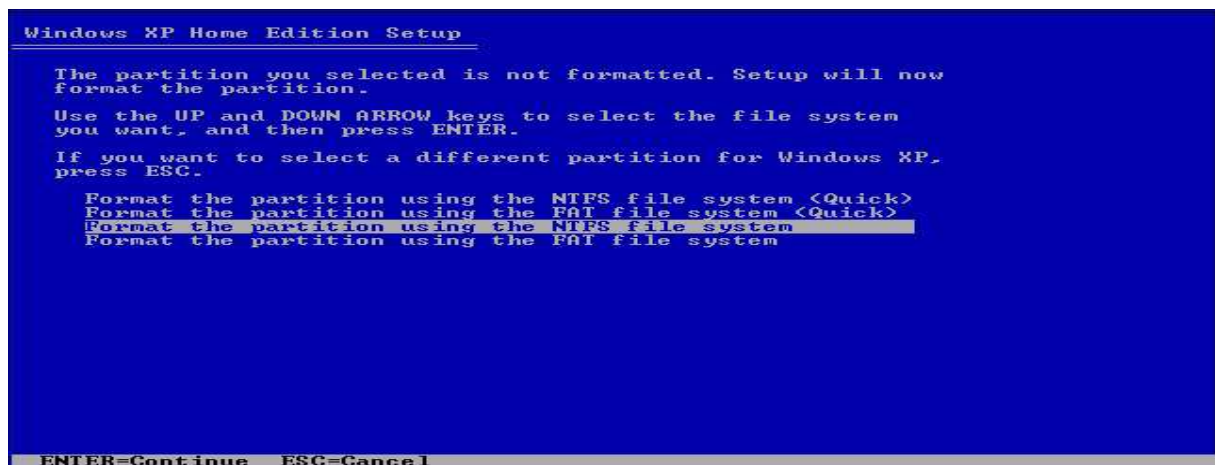 Windows XP Home Edition Setup
The partition you selected is not formatted. Setup will now
format the partition.
Use the UP and DOWN ARROW keys to select the file system
you want, and then press ENTER.
If you want to select a different partition for Windows XP,
press ESC.
Format the partition using the NTFS file system <Quick>
Format the partition using the FAT file system <Quick>
Format the partition using the NTFS file system
Format the partition using the FAT file system
ENTER=Continue ESC=Cancel